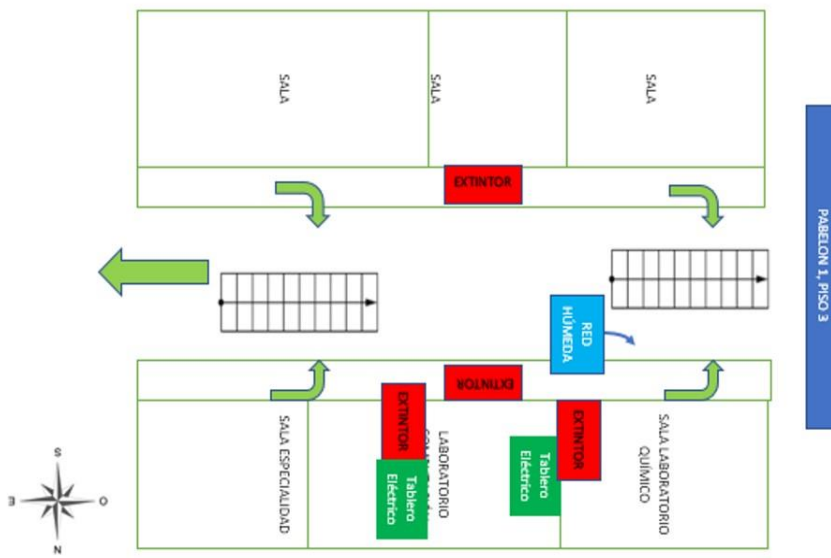 SALA
SALA
SALA
EXTINTOR
PABELON 1, PISO 3
RED
HÚMEDA
EXTINTOR
EXTINTOR
EXTINTOR
SALA ESPECIALIDAD
LABORATORIO
SALA LABORATORIO
QUÍMICO
Tablero
Eléctrico
Tablero
Eléctrico
S
E
O
N